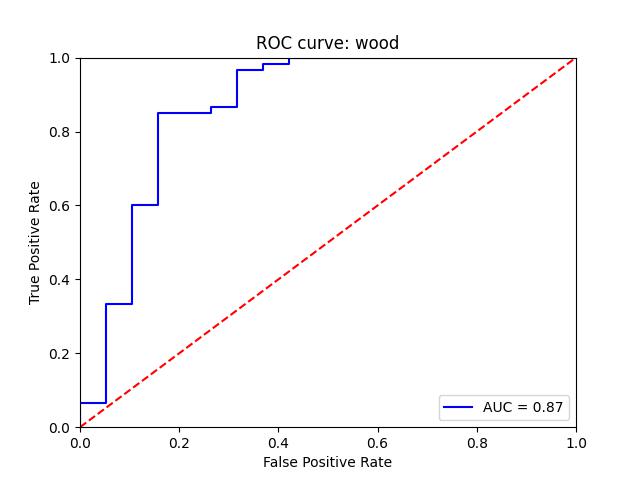 ROC curve: wood
True Positive Rate
1.0
0.8
0.6
0.4
0.2
0.0
0.0 0.2 0.4 0.6 0.8 1.0
False Positive Rate
AUC = 0.87